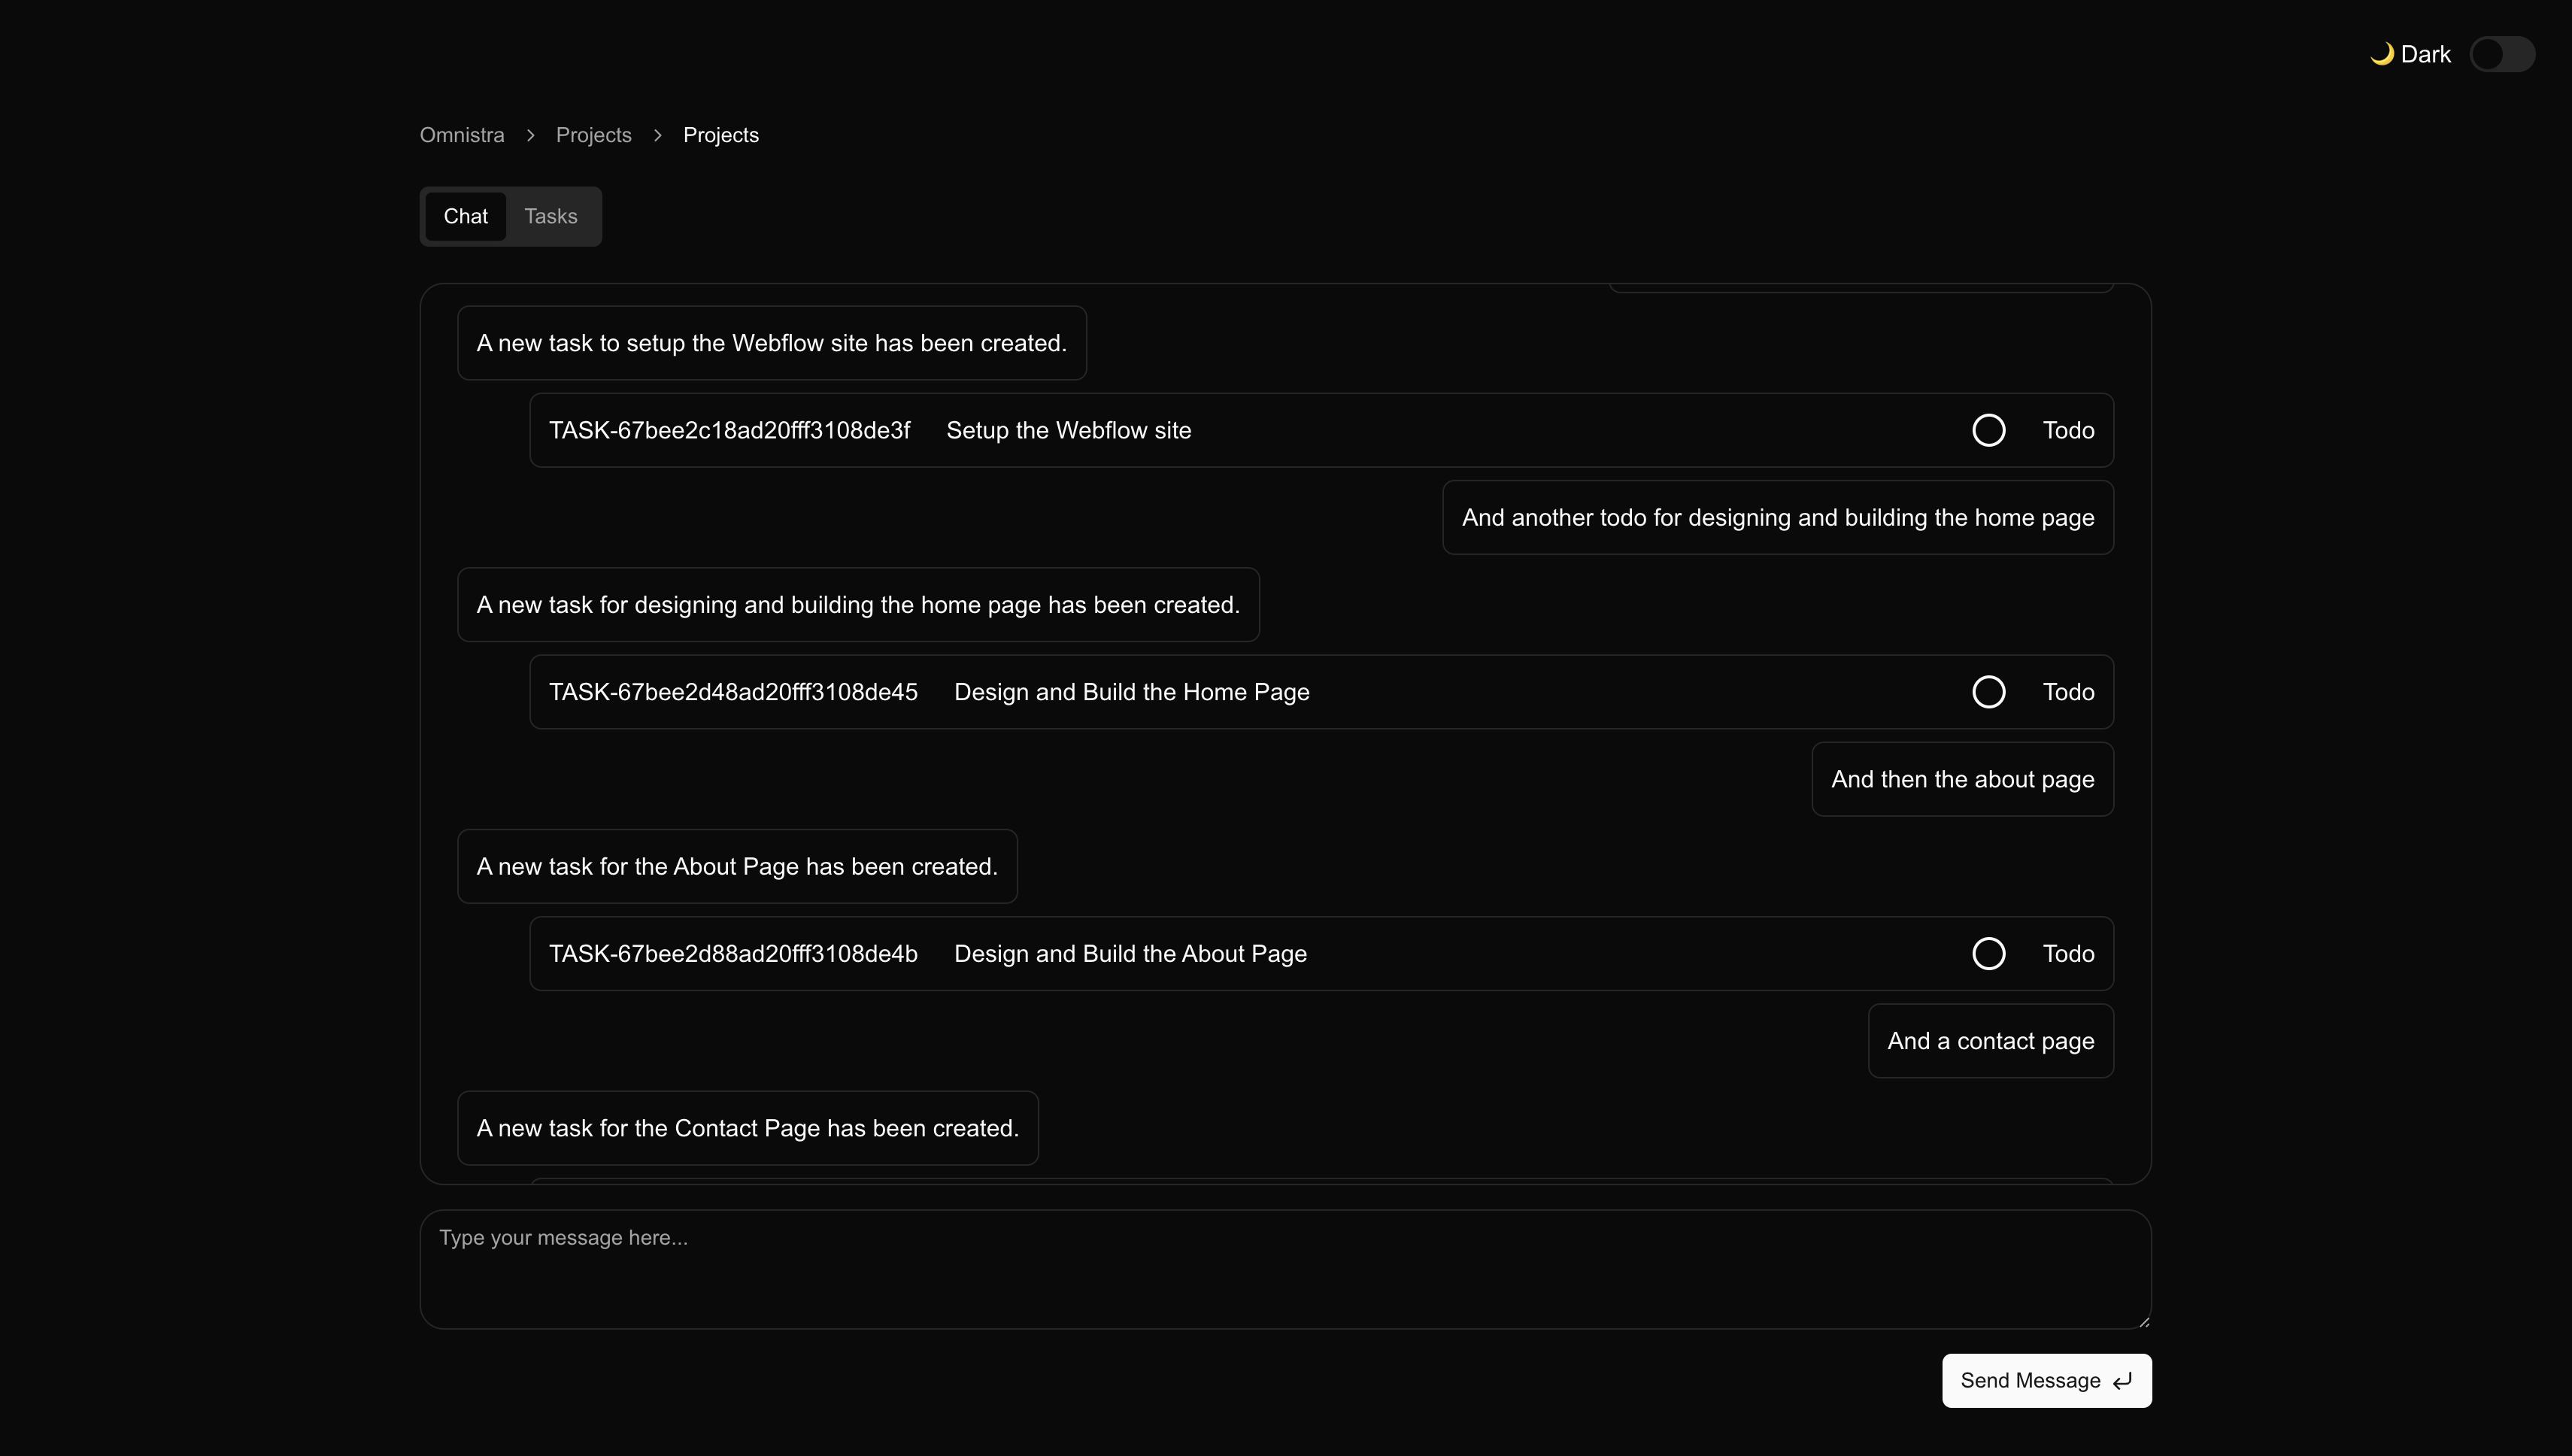 🌙 Dark
Omnistra > Projects > Projects
Chat Tasks
A new task to setup the Webflow site has been created.
TASK-67bee2c18ad20fff3108de3f Setup the Webflow site Todo
And another todo for designing and building the home page
A new task for designing and building the home page has been created.
TASK-67bee2d48ad20fff3108de45 Design and Build the Home Page Todo
And then the about page
A new task for the About Page has been created.
TASK-67bee2d88ad20fff3108de4b Design and Build the About Page Todo
And a contact page
A new task for the Contact Page has been created.
Type your message here...
Send Message